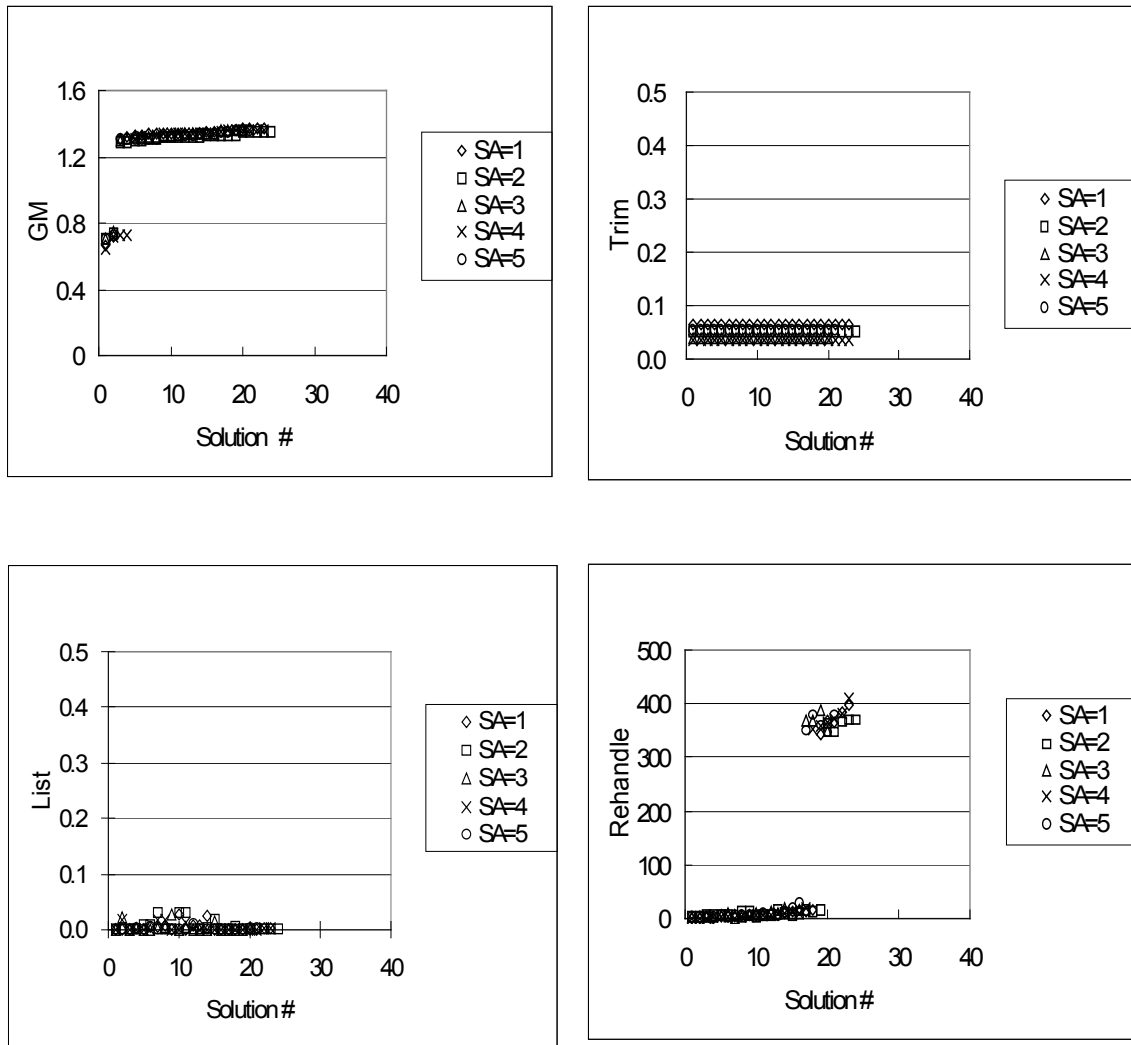 1.6
1.2
0.8
0.4
0
GM
0 10 20 30 40
Solution #
SA=1
SA=2
SA=3
SA=4
SA=5
0.5
0.4
0.3
0.2
0.1
0.0
Trim
0 10 20 30 40
Solution #
SA=1
SA=2
SA=3
SA=4
SA=5
0.5
0.4
0.3
0.2
0.1
0.0
List
0 10 20 30 40
Solution #
SA=1
SA=2
SA=3
SA=4
SA=5
500
400
300
200
100
0
Rehandle
0 10 20 30 40
Solution #
SA=1
SA=2
SA=3
SA=4
SA=5